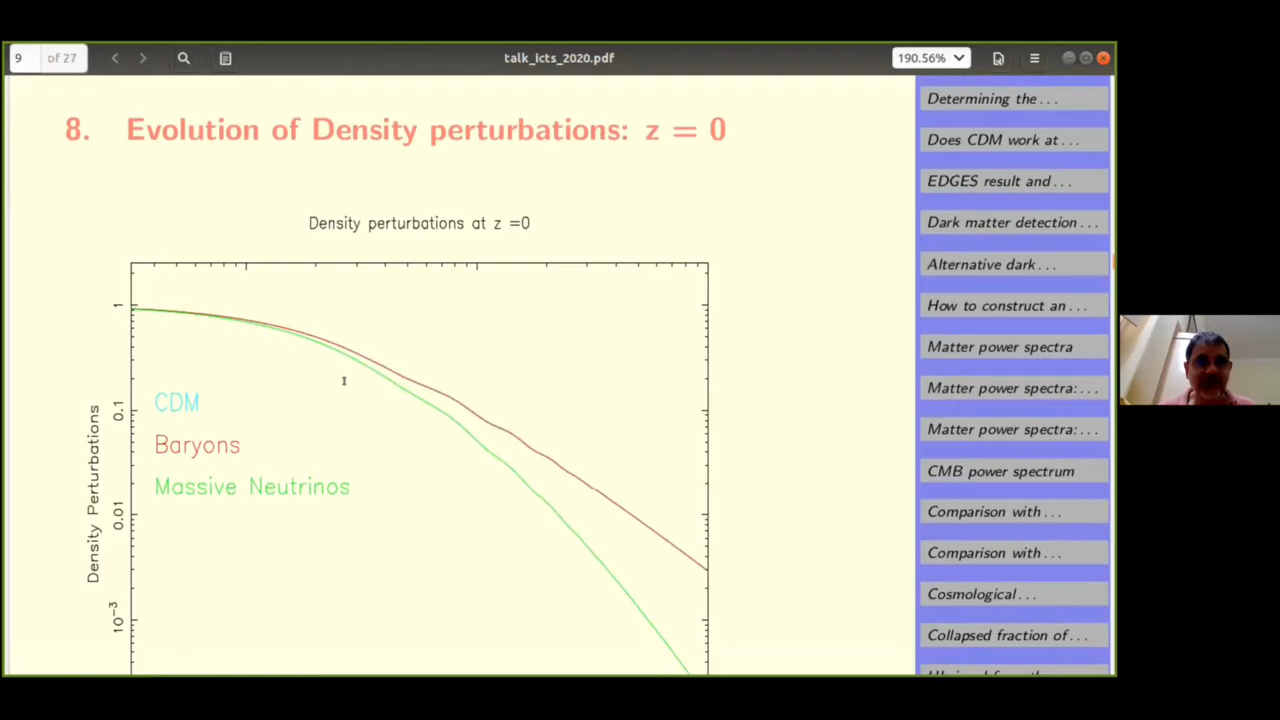 9 of 27
talk_icts_2020.pdf
190.56%
8. Evolution of Density perturbations: z = 0
Density perturbations at z =0
1
0.1
0.01
10⁻³
Density Perturbations
CDM
Baryons
Massive Neutrinos
Determining the . . .
Does CDM work at . . .
EDGES result and . . .
Dark matter detection . . .
Alternative dark . . .
How to construct an . . .
Matter power spectra
Matter power spectra: . . .
Matter power spectra: . . .
CMB power spectrum
Comparison with . . .
Comparison with . . .
Cosmological . . .
Collapsed fraction of . . .